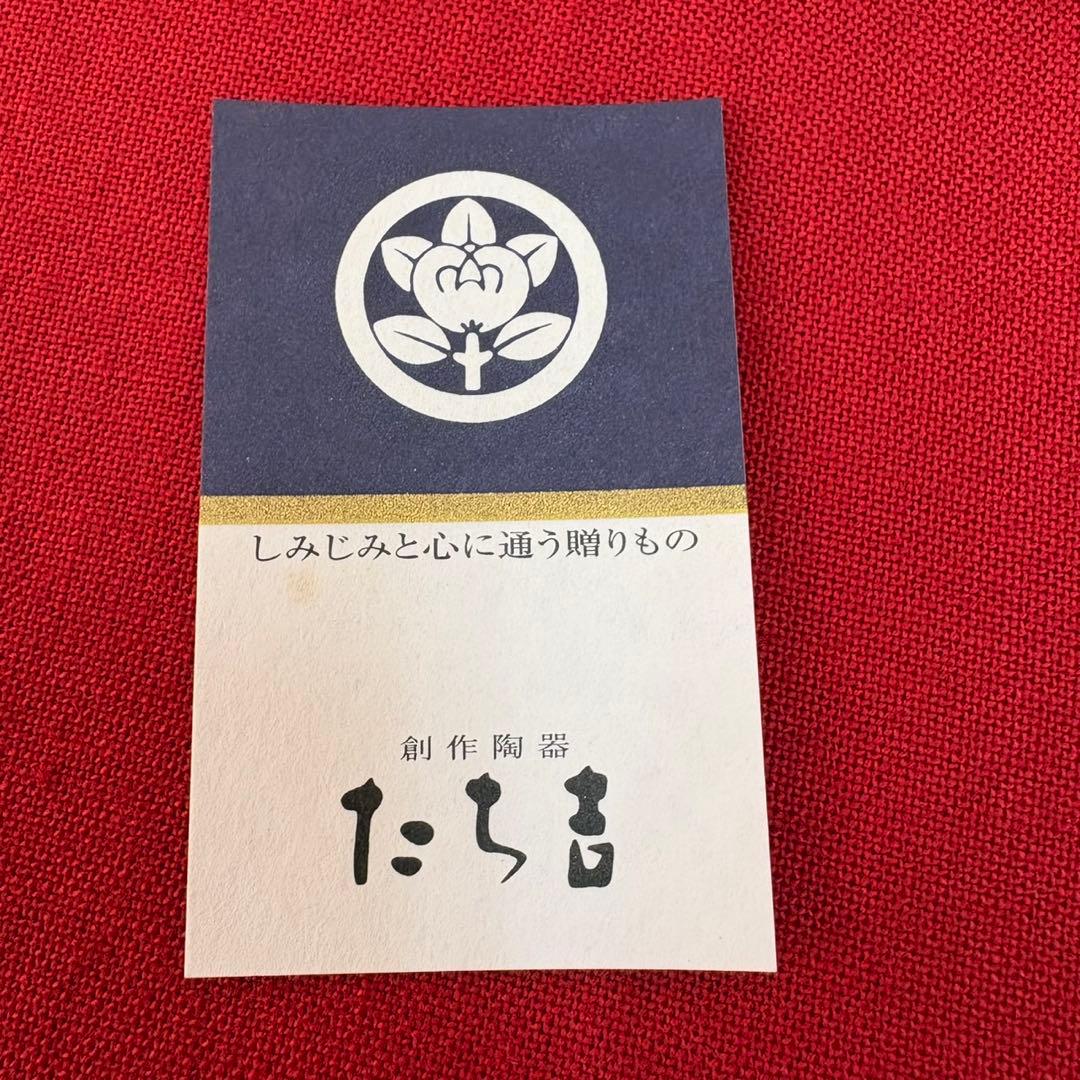 しみじみと心に通う贈りもの
創作陶器
たち吉